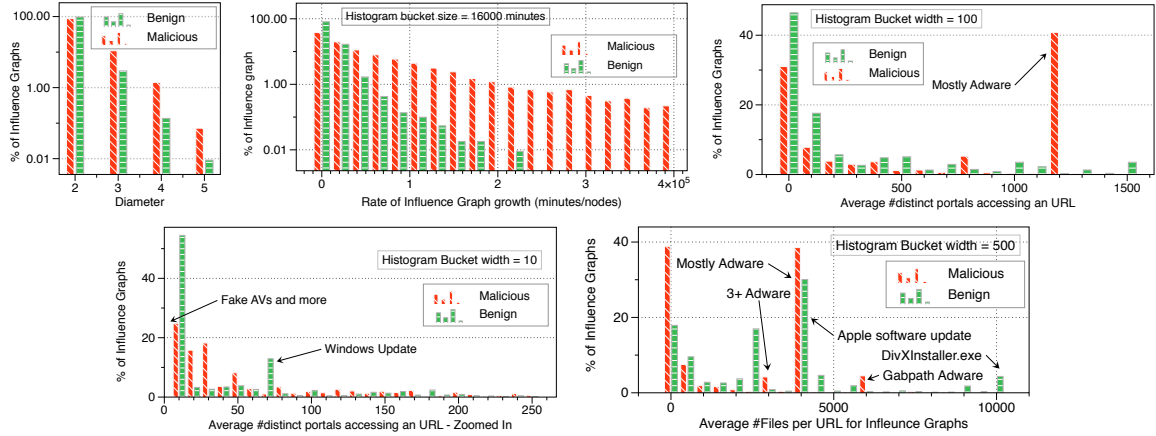 % of Influence Graphs
100.00
1.00
0.01
Benign
Malicious
2 3 4 5
Diameter
% of Influence graph
100.00
1.00
0.01
Histogram bucket size = 16000 minutes
Malicious
Benign
0 1 2 3 4×10⁵
Rate of Influence Graph growth (minutes/nodes)
% of Influence Graphs
40
20
0
Histogram Bucket width = 100
Benign
Malicious
Mostly Adware
0 500 1000 1500
Average #distinct portals accessing an URL
% of Influence Graphs
40
20
0
Histogram Bucket width = 10
Fake AVs and more
Malicious
Benign
Windows Update
0 50 100 150 200 250
Average #distinct portals accessing an URL - Zoomed In
% of Influence Graphs
40
20
0
Histogram Bucket width = 500
Mostly Adware
Malicious
Benign
3+ Adware
Apple software update
DivXInstaller.exe
Gabpath Adware
0 5000 10000
Average #Files per URL for Infleunce Graphs